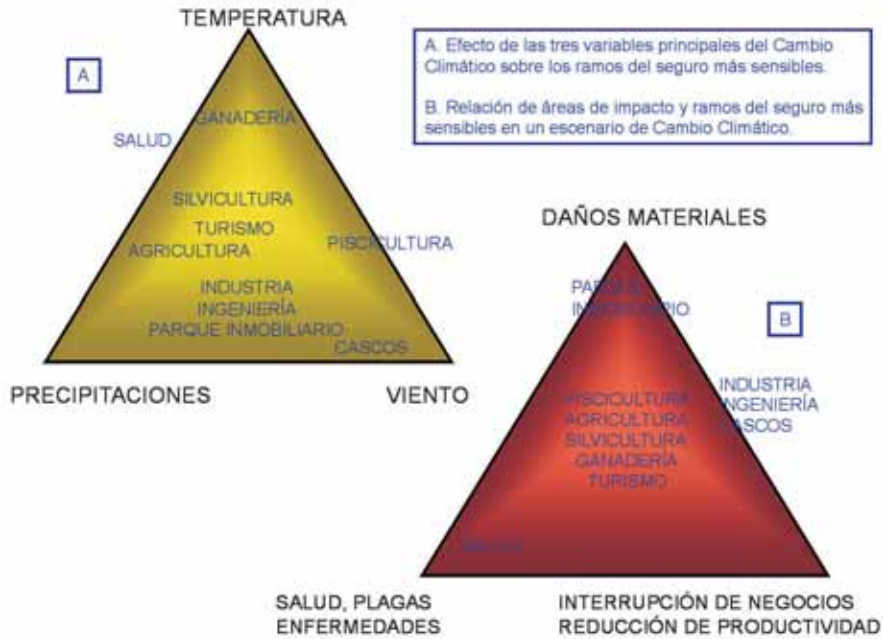 TEMPERATURA
A
A. Efecto de las tres variables principales del Cambio
Climático sobre los ramos del seguro más sensibles.
B. Relación de áreas de impacto y ramos del seguro más
sensibles en un escenario de Cambio Climático.
GANADERÍA
SALUD
SILVICULTURA
TURISMO
AGRICULTURA
PISCICULTURA
INDUSTRIA
INGENIERÍA
PARQUE INMOBILIARIO
CASCOS
PRECIPITACIONES
VIENTO
DAÑOS MATERIALES
PARQUE
INMOBILIARIO
B
INDUSTRIA
INGENIERÍA
CASCOS
PISCICULTURA
AGRICULTURA
SILVICULTURA
GANADERÍA
TURISMO
SALUD, PLAGAS
ENFERMEDADES
INTERRUPCIÓN DE NEGOCIOS
REDUCCIÓN DE PRODUCTIVIDAD